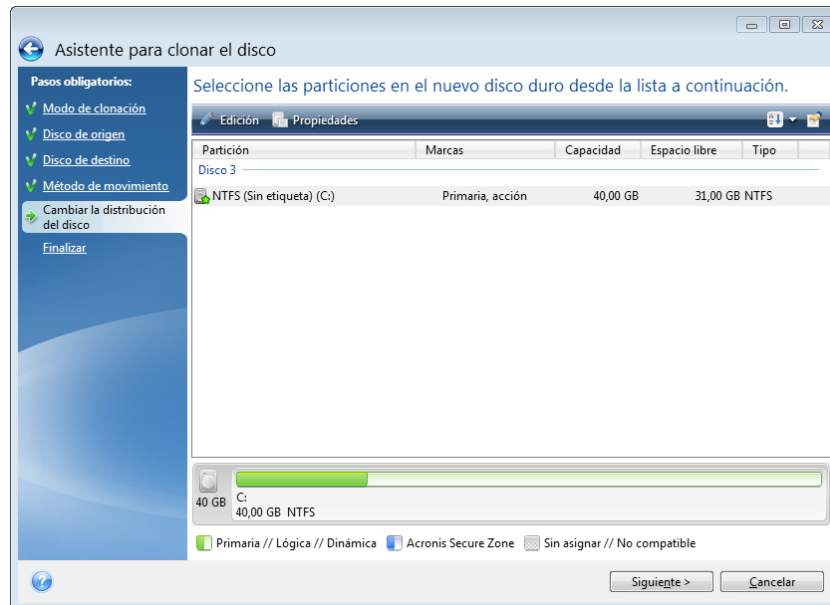 Asistente para clonar el disco
Pasos obligatorios:
Modo de clonación
Disco de origen
Disco de destino
Método de movimiento
Cambiar la distribución
del disco
Finalizar
Seleccione las particiones en el nuevo disco duro desde la lista a continuación.
Edición Propiedades
Partición Marcas Capacidad Espacio libre Tipo
Disco 3
NTFS (Sin etiqueta) (C:) Primaria, acción 40,00 GB 31,00 GB NTFS
40 GB
C:
40,00 GB NTFS
Primaria // Lógica // Dinámica Acronis Secure Zone Sin asignar // No compatible
Siguiente > Cancelar